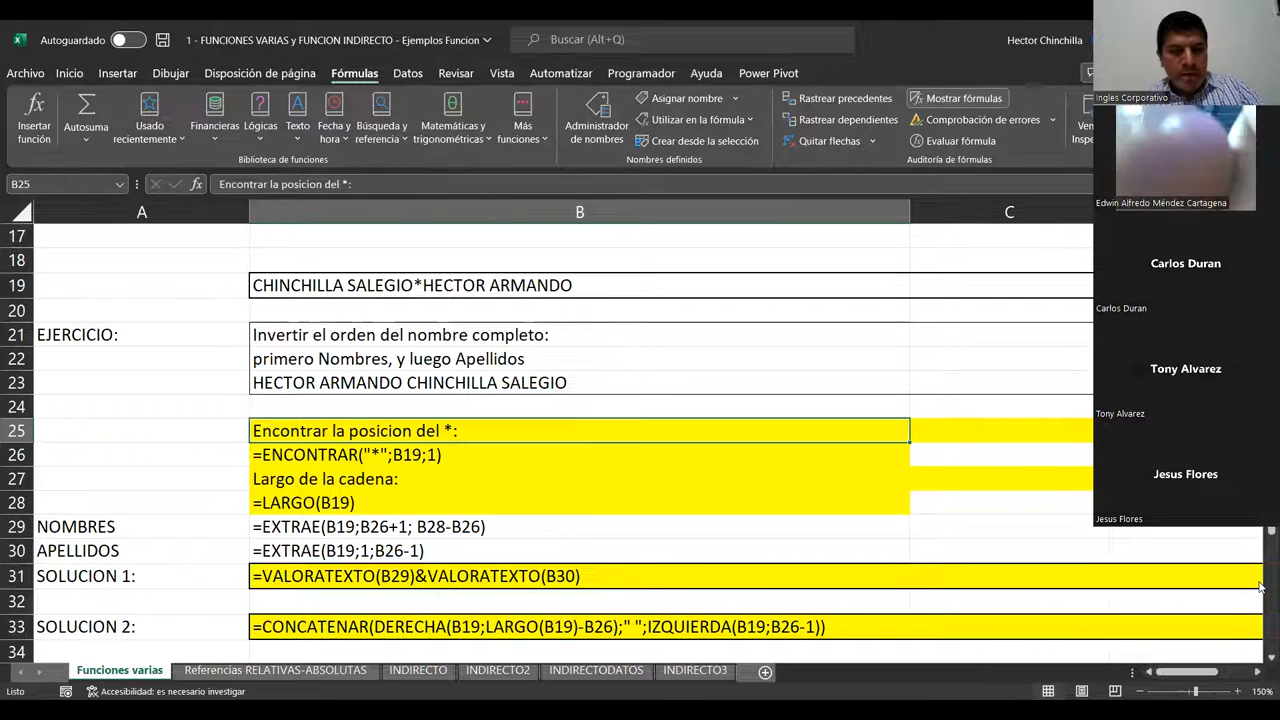 Autoguardado
1 - FUNCIONES VARIAS y FUNCION INDIRECTO - Ejemplos Funcion
Buscar (Alt+Q)
Hector Chinchilla
Archivo Inicio Insertar Dibujar Disposición de página Fórmulas Datos Revisar Vista Automatizar Programador Ayuda Power Pivot
Insertar función
Autosuma
Usado recientemente
Financieras
Lógicas
Texto
Fecha y hora
Búsqueda y referencia
Matemáticas y trigonométricas
Más funciones
Biblioteca de funciones
Administrador de nombres
Asignar nombre
Utilizar en la fórmula
Crear desde la selección
Nombres definidos
Rastrear precedentes
Rastrear dependientes
Quitar flechas
Mostrar fórmulas
Comprobación de errores
Evaluar fórmula
Auditoría de fórmulas
Ingles Corporativo
Edwin Alfredo Méndez Cartagena
Carlos Duran
Carlos Duran
Tony Alvarez
Tony Alvarez
Jesus Flores
Jesus Flores
B25 fx Encontrar la posicion del *:
A B C
17
18
19 CHINCHILLA SALEGIO*HECTOR ARMANDO
20
21 EJERCICIO: Invertir el orden del nombre completo:
22 primero Nombres, y luego Apellidos
23 HECTOR ARMANDO CHINCHILLA SALEGIO
24
25 Encontrar la posicion del *:
26 =ENCONTRAR("*";B19;1)
27 Largo de la cadena:
28 =LARGO(B19)
29 NOMBRES =EXTRAE(B19;B26+1; B28-B26)
30 APELLIDOS =EXTRAE(B19;1;B26-1)
31 SOLUCION 1: =VALORATEXTO(B29)&VALORATEXTO(B30)
32
33 SOLUCION 2: =CONCATENAR(DERECHA(B19;LARGO(B19)-B26);" ";IZQUIERDA(B19;B26-1))
34
Funciones varias Referencias RELATIVAS-ABSOLUTAS INDIRECTO INDIRECTO2 INDIRECTODATOS INDIRECTO3
Listo Accesibilidad: es necesario investigar 150%